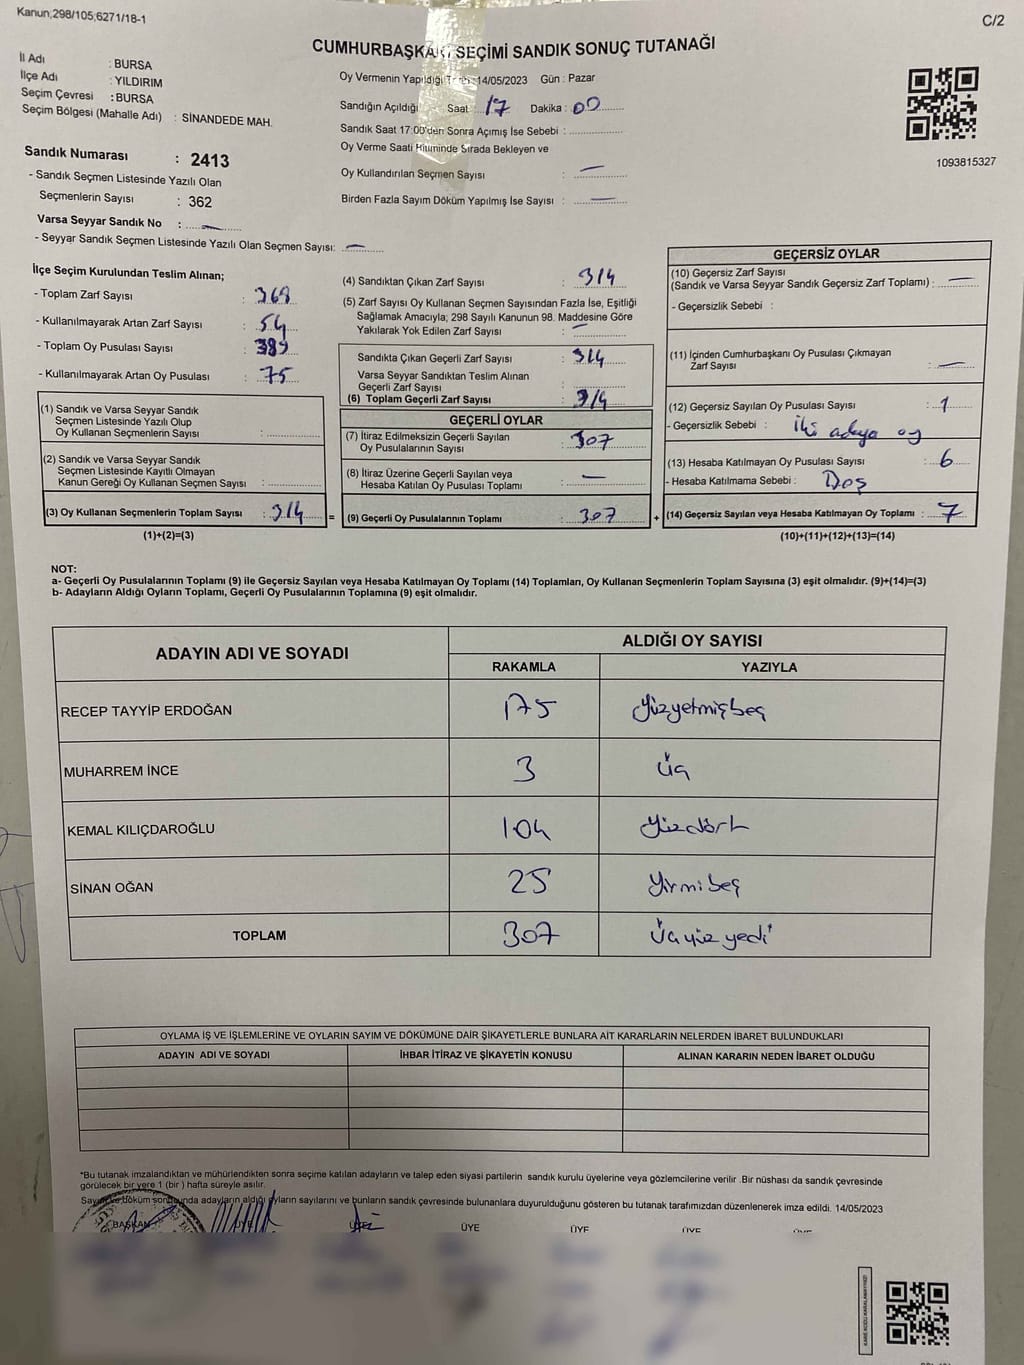 Kanun;298/105;6271/18-1
C/2
CUMHURBAŞKANI SEÇİMİ SANDIK SONUÇ TUTANAĞI
İl Adı : BURSA
İlçe Adı : YILDIRIM
Seçim Çevresi : BURSA
Seçim Bölgesi (Mahalle Adı) : SİNANDEDE MAH.
Oy Vermenin Yapıldığı : 14/05/2023 Gün : Pazar
Sandığın Açıldığı Saat : 17 Dakika : 00
Sandık Saat 17:00'den Sonra Açımış İse Sebebi :
Oy Verme Saati Bitiminde Sırada Bekleyen ve
Oy Kullandırılan Seçmen Sayısı : —
Birden Fazla Sayım Döküm Yapılmış İse Sayısı : —
1093815327
Sandık Numarası : 2413
- Sandık Seçmen Listesinde Yazılı Olan
Seçmenlerin Sayısı : 362
Varsa Seyyar Sandık No : —
- Seyyar Sandık Seçmen Listesinde Yazılı Olan Seçmen Sayısı: —
İlçe Seçim Kurulundan Teslim Alınan;
- Toplam Zarf Sayısı : 368
- Kullanılmayarak Artan Zarf Sayısı : 54
- Toplam Oy Pusulası Sayısı : 389
- Kullanılmayarak Artan Oy Pusulası : 75
(1) Sandık ve Varsa Seyyar Sandık
Seçmen Listesinde Yazılı Olup
Oy Kullanan Seçmenlerin Sayısı :
(2) Sandık ve Varsa Seyyar Sandık
Seçmen Listesinde Kayıtlı Olmayan
Kanun Gereği Oy Kullanan Seçmen Sayısı :
(3) Oy Kullanan Seçmenlerin Toplam Sayısı : 314 =
(1)+(2)=(3)
(4) Sandıktan Çıkan Zarf Sayısı : 314
(5) Zarf Sayısı Oy Kullanan Seçmen Sayısından Fazla İse, Eşitliği
Sağlamak Amacıyla; 298 Sayılı Kanunun 98. Maddesine Göre
Yakılarak Yok Edilen Zarf Sayısı : —
Sandıkta Çıkan Geçerli Zarf Sayısı : 314
Varsa Seyyar Sandıktan Teslim Alınan
Geçerli Zarf Sayısı :
(6) Toplam Geçerli Zarf Sayısı : 314
GEÇERLİ OYLAR
(7) İtiraz Edilmeksizin Geçerli Sayılan
Oy Pusulalarının Sayısı : 307
(8) İtiraz Üzerine Geçerli Sayılan veya
Hesaba Katılan Oy Pusulası Toplamı : —
(9) Geçerli Oy Pusulalarının Toplamı : 307 +
GEÇERSİZ OYLAR
(10) Geçersiz Zarf Sayısı
(Sandık ve Varsa Seyyar Sandık Geçersiz Zarf Toplamı) : —
- Geçersizlik Sebebi :
(11) İçinden Cumhurbaşkanı Oy Pusulası Çıkmayan
Zarf Sayısı : —
(12) Geçersiz Sayılan Oy Pusulası Sayısı : 1
- Geçersizlik Sebebi : İki adaya oy
(13) Hesaba Katılmayan Oy Pusulası Sayısı : 6
- Hesaba Katılmama Sebebi : Boş
(14) Geçersiz Sayılan veya Hesaba Katılmayan Oy Toplamı : 7
(10)+(11)+(12)+(13)=(14)
NOT:
a- Geçerli Oy Pusulalarının Toplamı (9) ile Geçersiz Sayılan veya Hesaba Katılmayan Oy Toplamı (14) Toplamları, Oy Kullanan Seçmenlerin Toplam Sayısına (3) eşit olmalıdır. (9)+(14)=(3)
b- Adayların Aldığı Oyların Toplamı, Geçerli Oy Pusulalarının Toplamına (9) eşit olmalıdır.
ADAYIN ADI VE SOYADI ALDIĞI OY SAYISI
RAKAMLA YAZIYLA
RECEP TAYYİP ERDOĞAN 175 Yüzyetmişbeş
MUHARREM İNCE 3 Üç
KEMAL KILIÇDAROĞLU 104 Yüzdört
SİNAN OĞAN 25 Yirmibeş
TOPLAM 307 Üçyüz yedi
OYLAMA İŞ VE İŞLEMLERİNE VE OYLARIN SAYIM VE DÖKÜMÜNE DAİR ŞİKAYETLERLE BUNLARA AİT KARARLARIN NELERDEN İBARET BULUNDUKLARI
ADAYIN ADI VE SOYADI İHBAR İTİRAZ VE ŞİKAYETİN KONUSU ALINAN KARARIN NEDEN İBARET OLDUĞU
*Bu tutanak imzalandıktan ve mühürlendikten sonra seçime katılan adayların ve talep eden siyasi partilerin sandık kurulu üyelerine veya gözlemcilerine verilir .Bir nüshası da sandık çevresinde
görülecek bir yere 1 (bir ) hafta süreyle asılır.
Sayım ve döküm sonucunda adayların aldığı oyların sayılarını ve bunların sandık çevresinde bulunanlara duyurulduğunu gösteren bu tutanak tarafımızdan düzenlenerek imza edildi. 14/05/2023
BAŞKAN ÜYE ÜYE ÜYE ÜYE ÜYE ÜYE